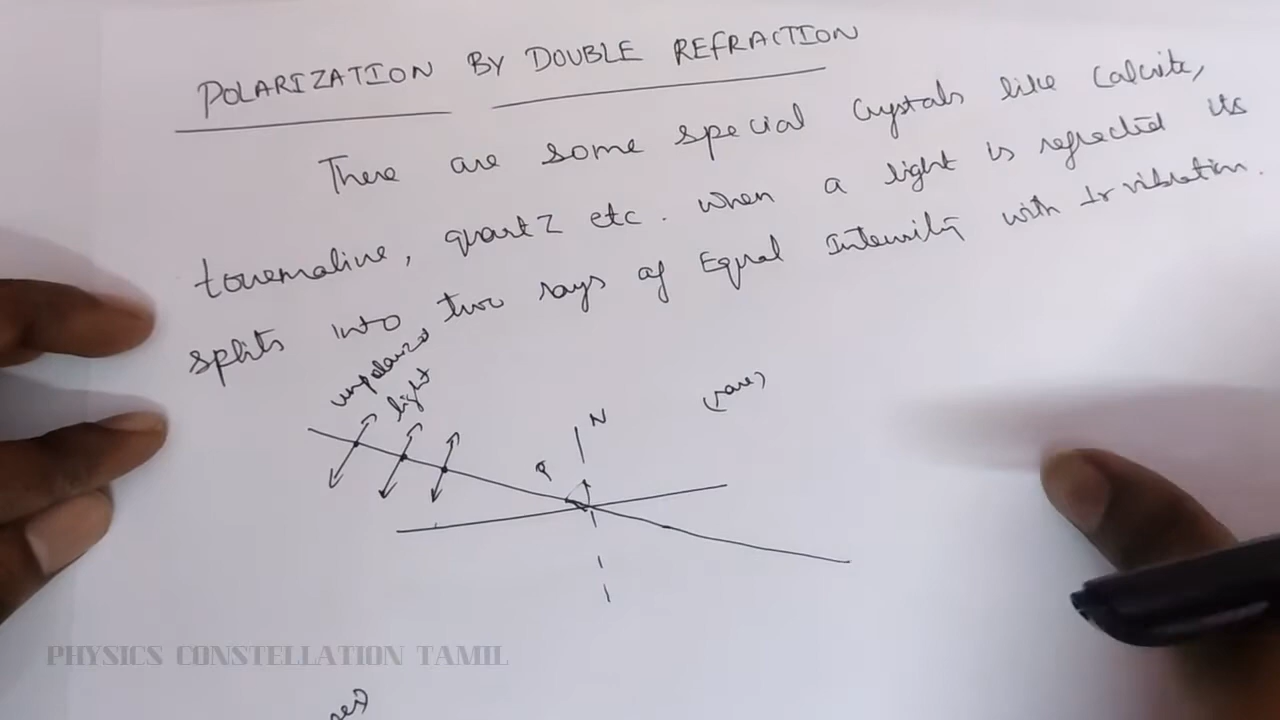 POLARIZATION BY DOUBLE REFRACTION
There are some special crystals like calcite,
tourmaline, quartz etc. when a light is refracted its
splits into two rays of Equal Intensity with ⊥r vibration.
unpolarized
light
N
(rare)
PHYSICS CONSTELLATION TAMIL